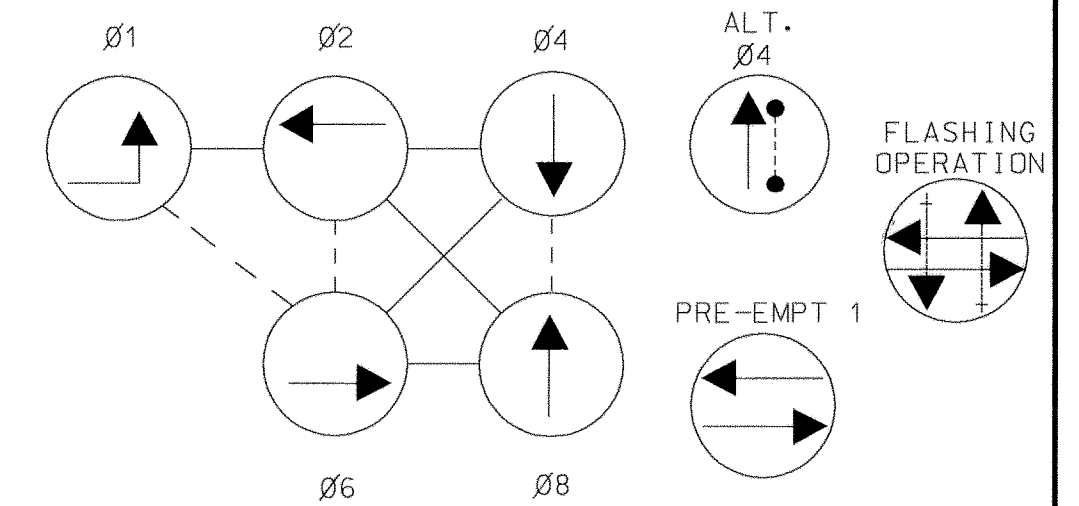 Ø1
Ø2
Ø4
ALT.
Ø4
FLASHING
OPERATION
PRE-EMPT 1
Ø6
Ø8